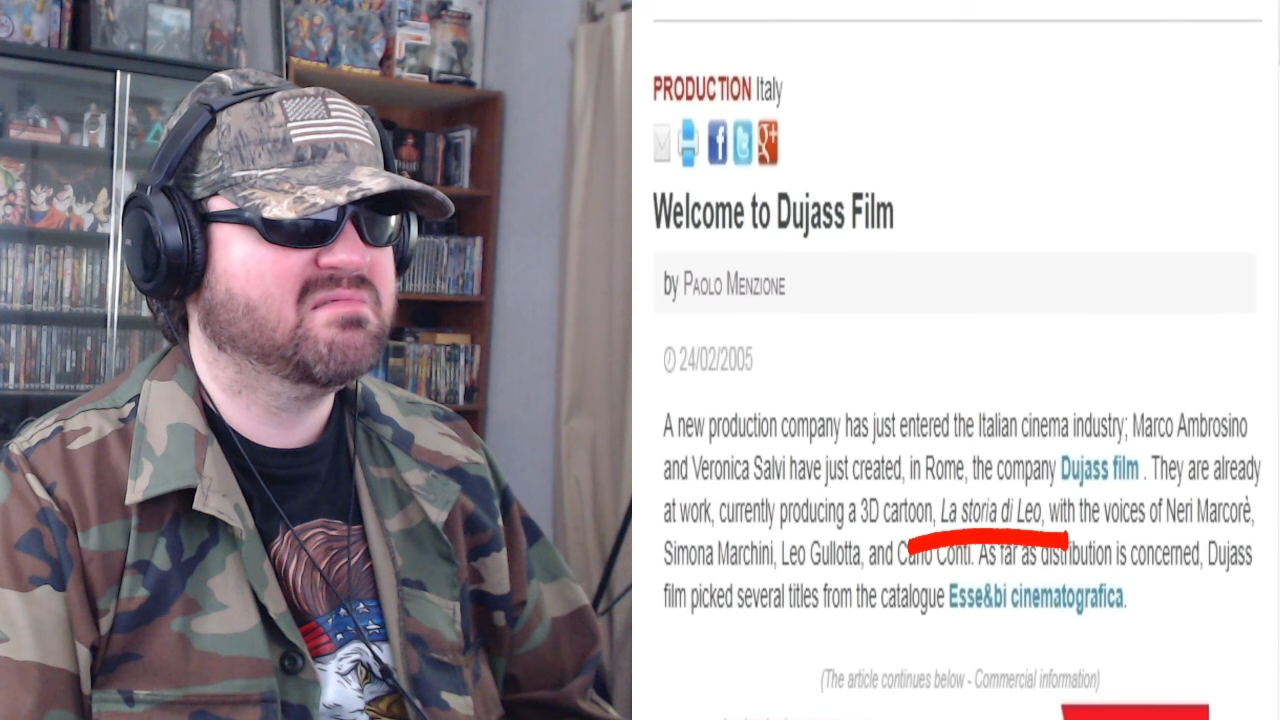 PRODUCTION Italy
Welcome to Dujass Film
by PAOLO MENZIONE
24/02/2005
A new production company has just entered the Italian cinema industry; Marco Ambrosino
and Veronica Salvi have just created, in Rome, the company Dujass film . They are already
at work, currently producing a 3D cartoon, La storia di Leo, with the voices of Neri Marcorè,
Simona Marchini, Leo Gullotta, and Carlo Conti. As far as distribution is concerned, Dujass
film picked several titles from the catalogue Esse&bi cinematografica.
(The article continues below - Commercial information)